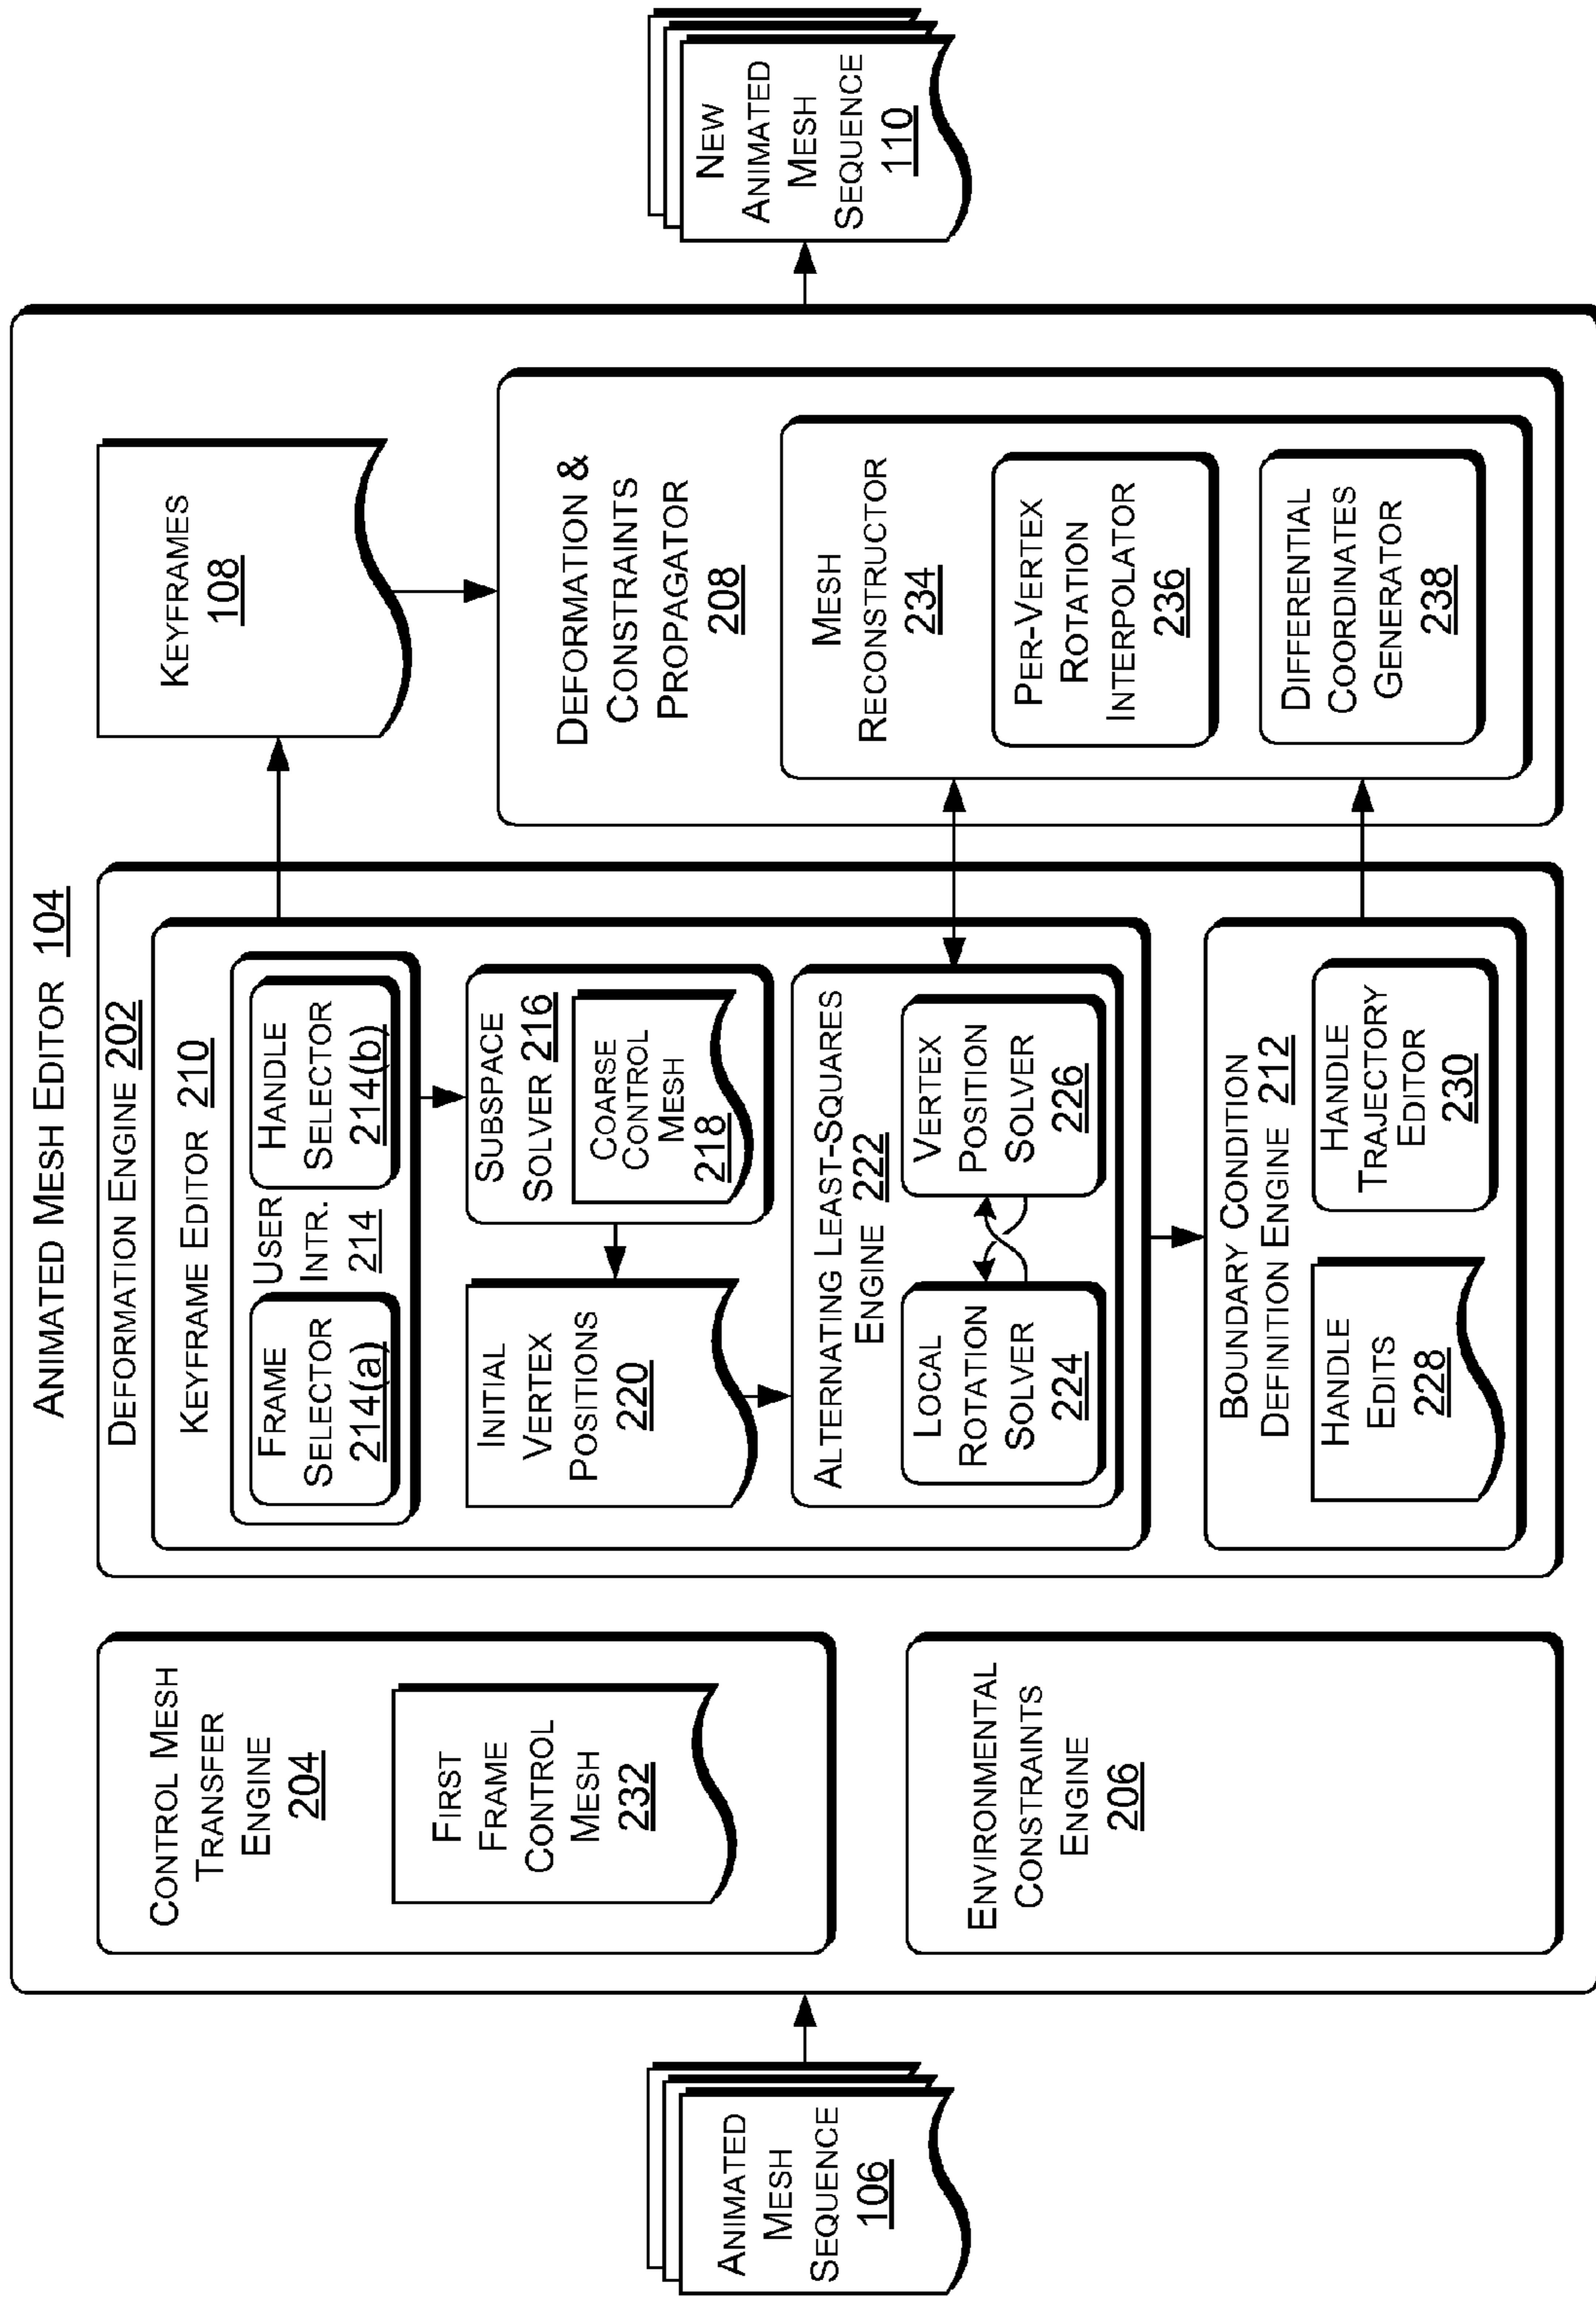 ANIMATED MESH EDITOR 104
ANIMATED
MESH
SEQUENCE
106
CONTROL MESH
TRANSFER
ENGINE
204
FIRST
FRAME
CONTROL
MESH
232
ENVIRONMENTAL
CONSTRAINTS
ENGINE
206
DEFORMATION ENGINE 202
KEYFRAME EDITOR 210
FRAME
SELECTOR
214(a)
USER
INTR.
214
HANDLE
SELECTOR
214(b)
SUBSPACE
SOLVER 216
COARSE
CONTROL
MESH
218
INITIAL
VERTEX
POSITIONS
220
ALTERNATING LEAST-SQUARES
ENGINE 222
LOCAL
ROTATION
SOLVER
224
VERTEX
POSITION
SOLVER
226
BOUNDARY CONDITION
DEFINITION ENGINE 212
HANDLE
EDITS
228
HANDLE
TRAJECTORY
EDITOR
230
KEYFRAMES
108
DEFORMATION &
CONSTRAINTS
PROPAGATOR
208
MESH
RECONSTRUCTOR
234
PER-VERTEX
ROTATION
INTERPOLATOR
236
DIFFERENTIAL
COORDINATES
GENERATOR
238
NEW
ANIMATED
MESH
SEQUENCE
110